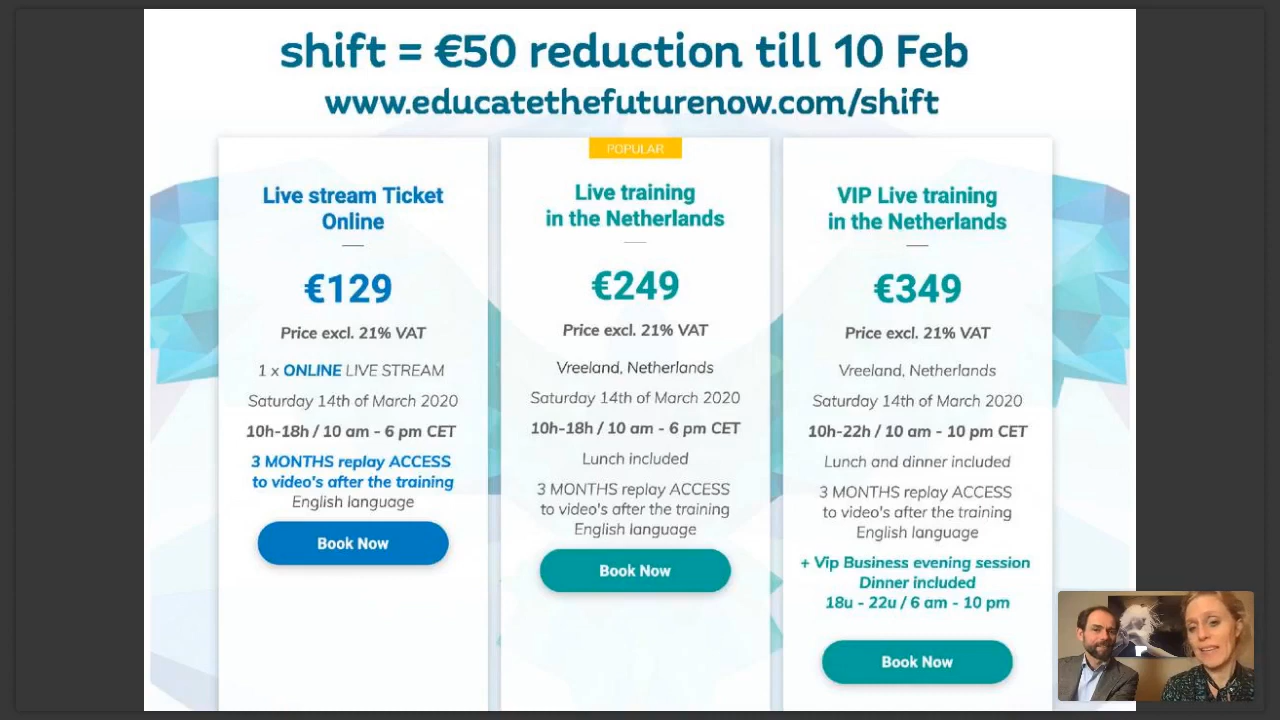 shift = €50 reduction till 10 Feb
www.educatethefuturenow.com/shift
Live stream Ticket
Online
€129
Price excl. 21% VAT
1 x ONLINE LIVE STREAM
Saturday 14th of March 2020
10h-18h / 10 am - 6 pm CET
3 MONTHS replay ACCESS
to video's after the training
English language
Book Now
POPULAR
Live training
in the Netherlands
€249
Price excl. 21% VAT
Vreeland, Netherlands
Saturday 14th of March 2020
10h-18h / 10 am - 6 pm CET
Lunch included
3 MONTHS replay ACCESS
to video's after the training
English language
Book Now
VIP Live training
in the Netherlands
€349
Price excl. 21% VAT
Vreeland, Netherlands
Saturday 14th of March 2020
10h-22h / 10 am - 10 pm CET
Lunch and dinner included
3 MONTHS replay ACCESS
to video's after the training
English language
+ Vip Business evening session
Dinner included
18u - 22u / 6 am - 10 pm
Book Now